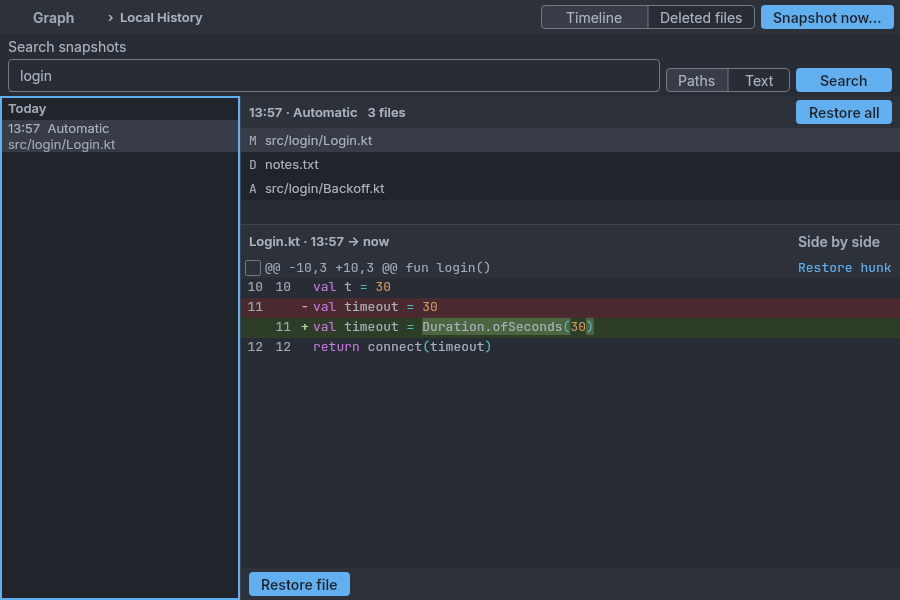 Graph › Local History Timeline Deleted files Snapshot now...
Search snapshots
login Paths Text Search
Today
13:57 Automatic
src/login/Login.kt
13:57 · Automatic 3 files Restore all
M src/login/Login.kt
D notes.txt
A src/login/Backoff.kt
Login.kt · 13:57 → now Side by side
@@ -10,3 +10,3 @@ fun login() Restore hunk
10 10 val t = 30
11 - val timeout = 30
11 + val timeout = Duration.ofSeconds(30)
12 12 return connect(timeout)
Restore file